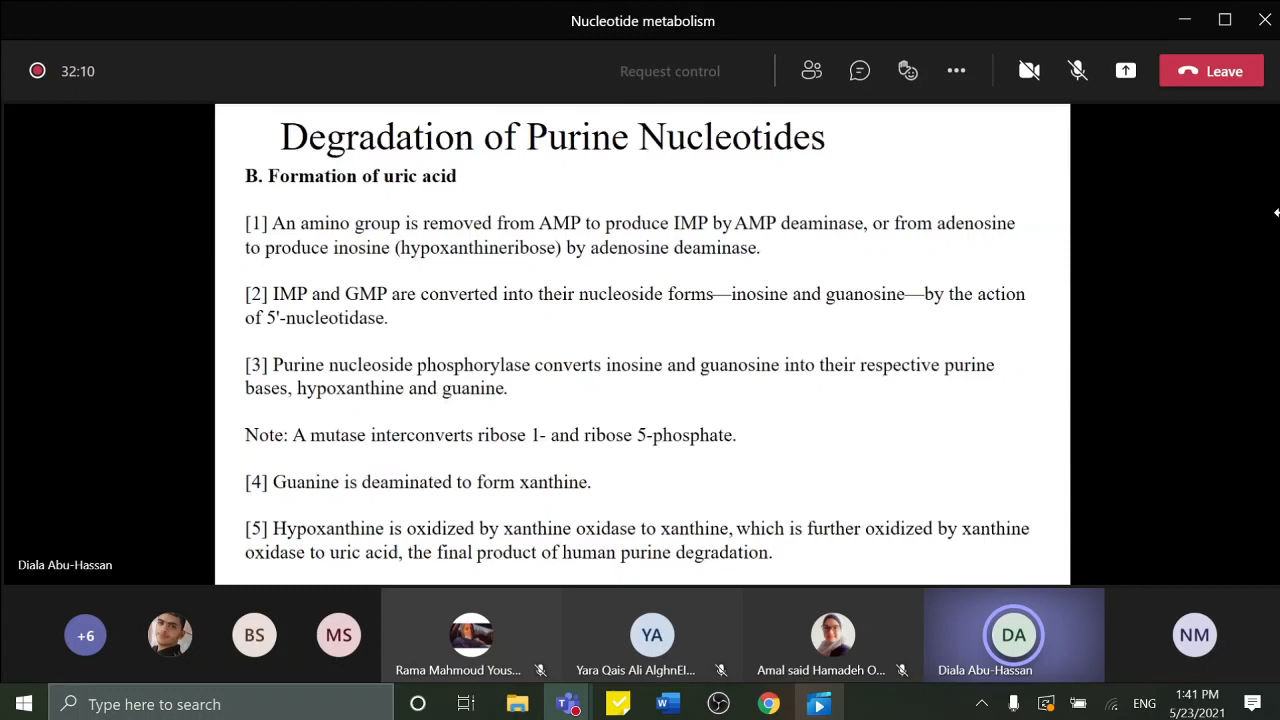 Nucleotide metabolism
32:10
Request control
Leave
Degradation of Purine Nucleotides
B. Formation of uric acid
[1] An amino group is removed from AMP to produce IMP by AMP deaminase, or from adenosine
to produce inosine (hypoxanthineribose) by adenosine deaminase.
[2] IMP and GMP are converted into their nucleoside forms—inosine and guanosine—by the action
of 5'-nucleotidase.
[3] Purine nucleoside phosphorylase converts inosine and guanosine into their respective purine
bases, hypoxanthine and guanine.
Note: A mutase interconverts ribose 1- and ribose 5-phosphate.
[4] Guanine is deaminated to form xanthine.
[5] Hypoxanthine is oxidized by xanthine oxidase to xanthine, which is further oxidized by xanthine
oxidase to uric acid, the final product of human purine degradation.
Diala Abu-Hassan
+6 BS MS YA DA NM
Rama Mahmoud Yous... Yara Qais Ali AlghnEl... Amal said Hamadeh O... Diala Abu-Hassan
Type here to search
1:41 PM
5/23/2021